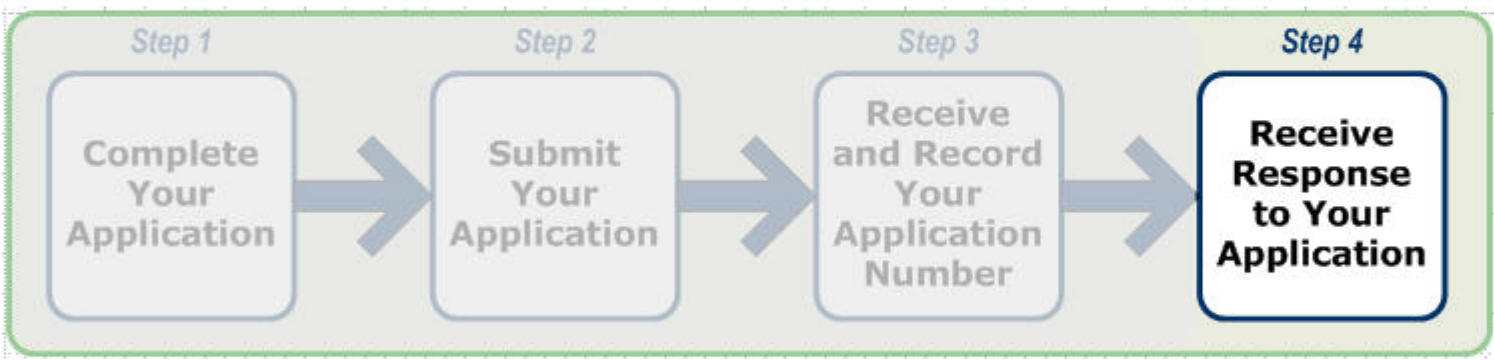 Step 1
Complete
Your
Application
Step 2
Submit
Your
Application
Step 3
Receive
and Record
Your
Application
Number
Step 4
Receive
Response
to Your
Application